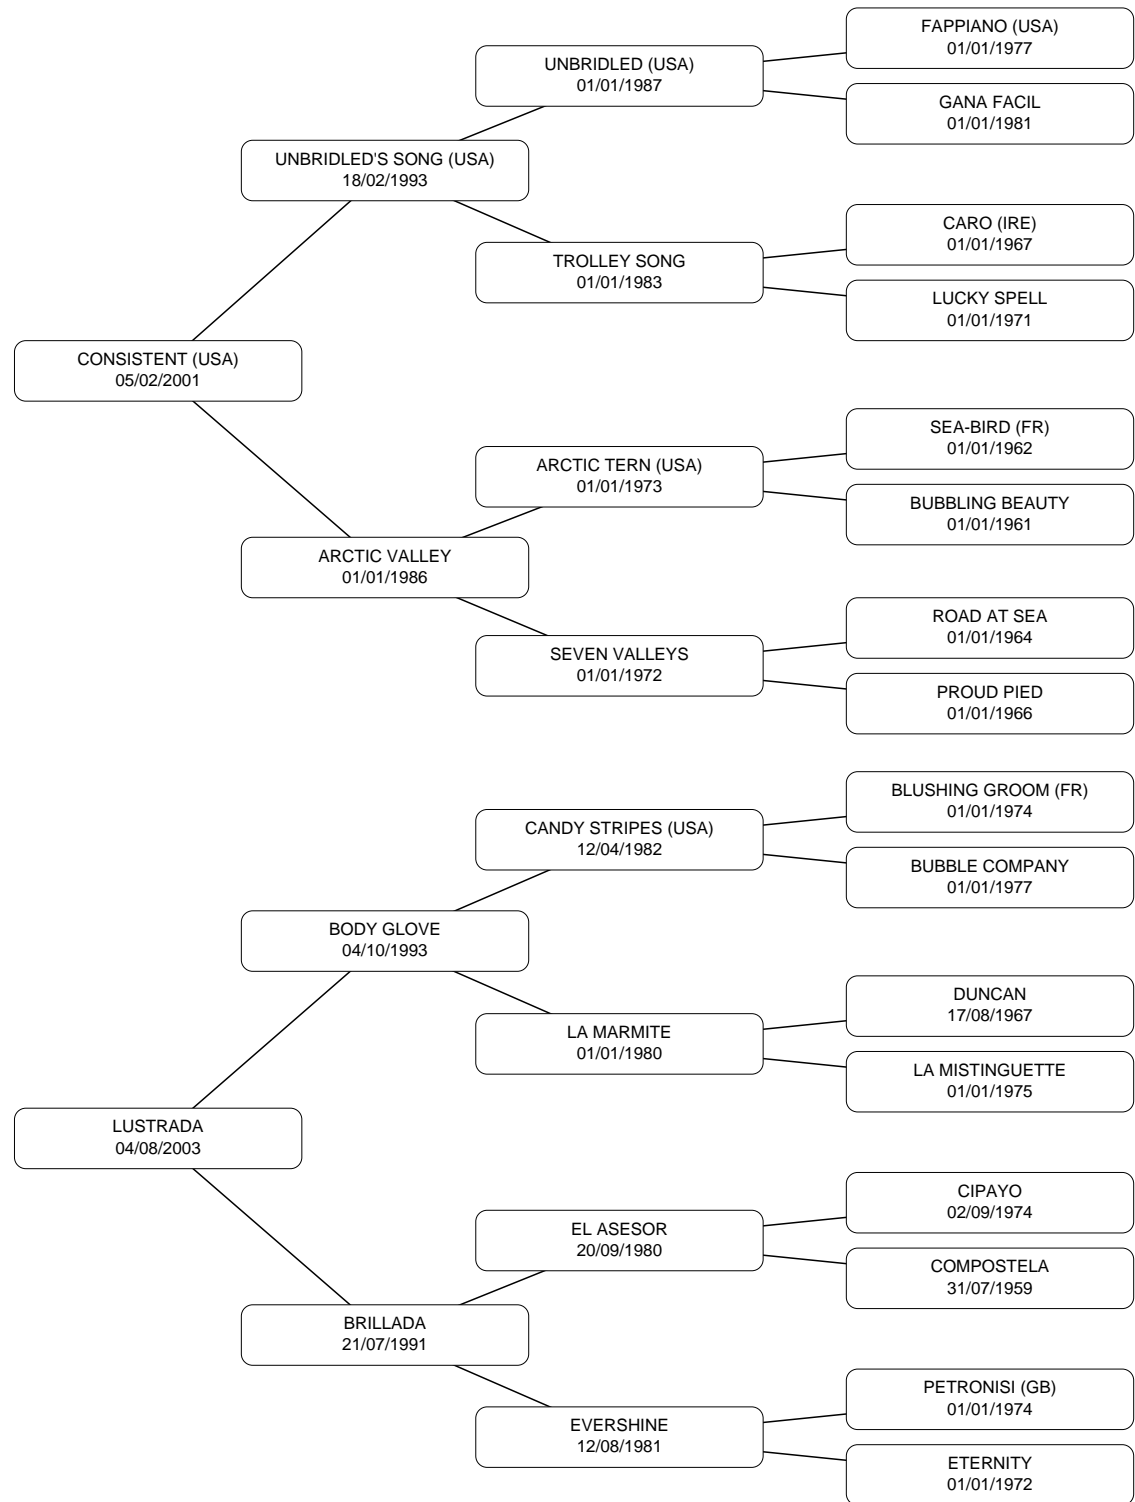 FAPPIANO (USA)
01/01/1977
UNBRIDLED (USA)
01/01/1987
GANA FACIL
01/01/1981
UNBRIDLED'S SONG (USA)
18/02/1993
CARO (IRE)
01/01/1967
TROLLEY SONG
01/01/1983
LUCKY SPELL
01/01/1971
CONSISTENT (USA)
05/02/2001
SEA-BIRD (FR)
01/01/1962
ARCTIC TERN (USA)
01/01/1973
BUBBLING BEAUTY
01/01/1961
ARCTIC VALLEY
01/01/1986
ROAD AT SEA
01/01/1964
SEVEN VALLEYS
01/01/1972
PROUD PIED
01/01/1966
BLUSHING GROOM (FR)
01/01/1974
CANDY STRIPES (USA)
12/04/1982
BUBBLE COMPANY
01/01/1977
BODY GLOVE
04/10/1993
DUNCAN
17/08/1967
LA MARMITE
01/01/1980
LA MISTINGUETTE
01/01/1975
LUSTRADA
04/08/2003
CIPAYO
02/09/1974
EL ASESOR
20/09/1980
COMPOSTELA
31/07/1959
BRILLADA
21/07/1991
PETRONISI (GB)
01/01/1974
EVERSHINE
12/08/1981
ETERNITY
01/01/1972